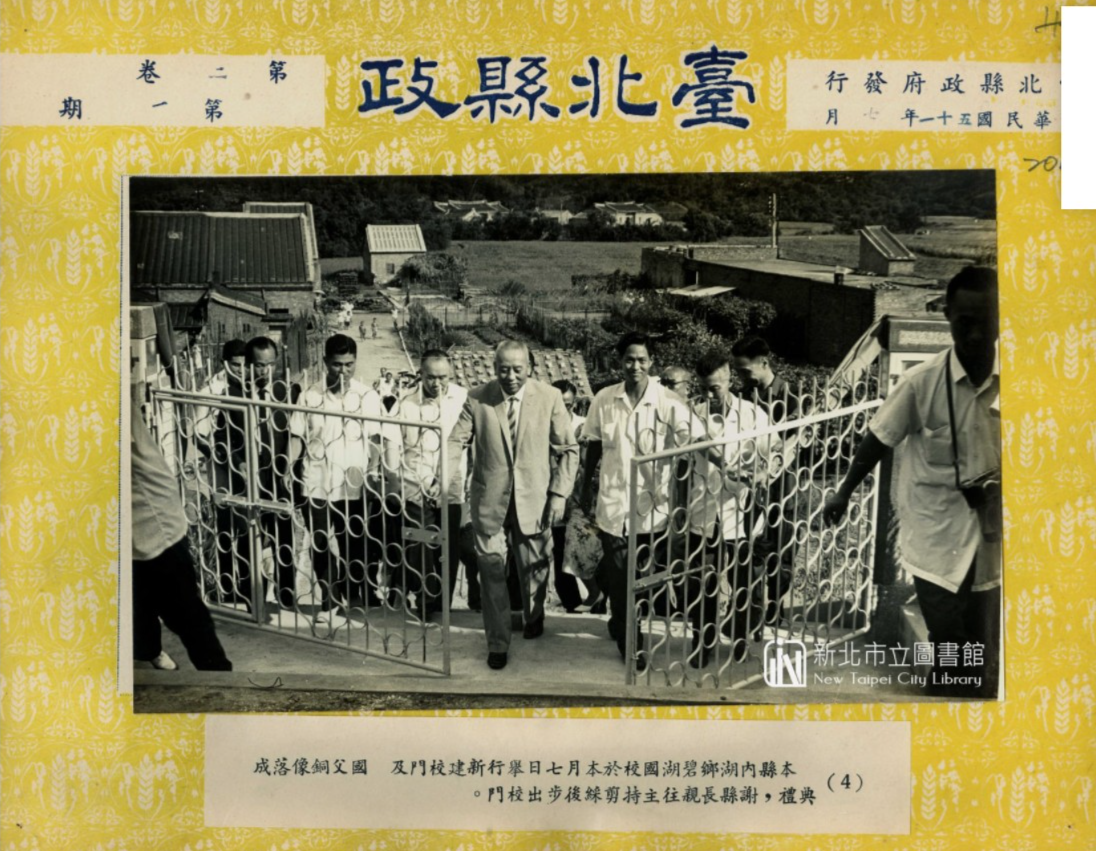 臺北縣政
北縣政府發行
華民國五十一年七月
第二卷
第一期
(4)
本縣內湖鄉碧湖國校於本月七日舉行新建校門及　國父銅像落成
典禮，謝縣長親往主持剪綵後步出校門。
新北市立圖書館
New Taipei City Library